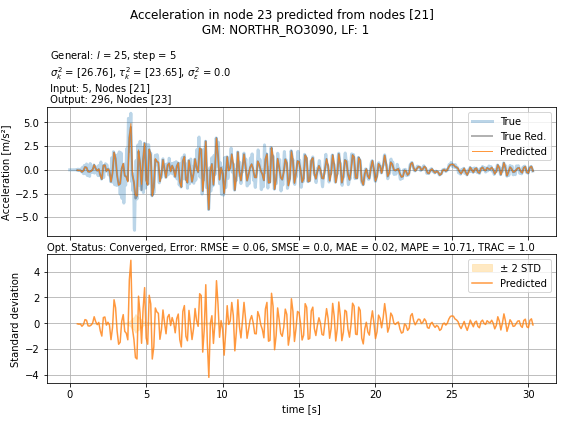 Acceleration in node 23 predicted from nodes [21]
GM: NORTHR_RO3090, LF: 1
General: l = 25, step = 5
σ²ₖ = [26.76], τ²ₖ = [23.65], σ²ε = 0.0
Input: 5, Nodes [21]
Output: 296, Nodes [23]
Acceleration [m/s²]
5.0
2.5
0.0
−2.5
−5.0
True
True Red.
Predicted
Opt. Status: Converged, Error: RMSE = 0.06, SMSE = 0.0, MAE = 0.02, MAPE = 10.71, TRAC = 1.0
Standard deviation
4
2
0
−2
−4
± 2 STD
Predicted
0 5 10 15 20 25 30
time [s]